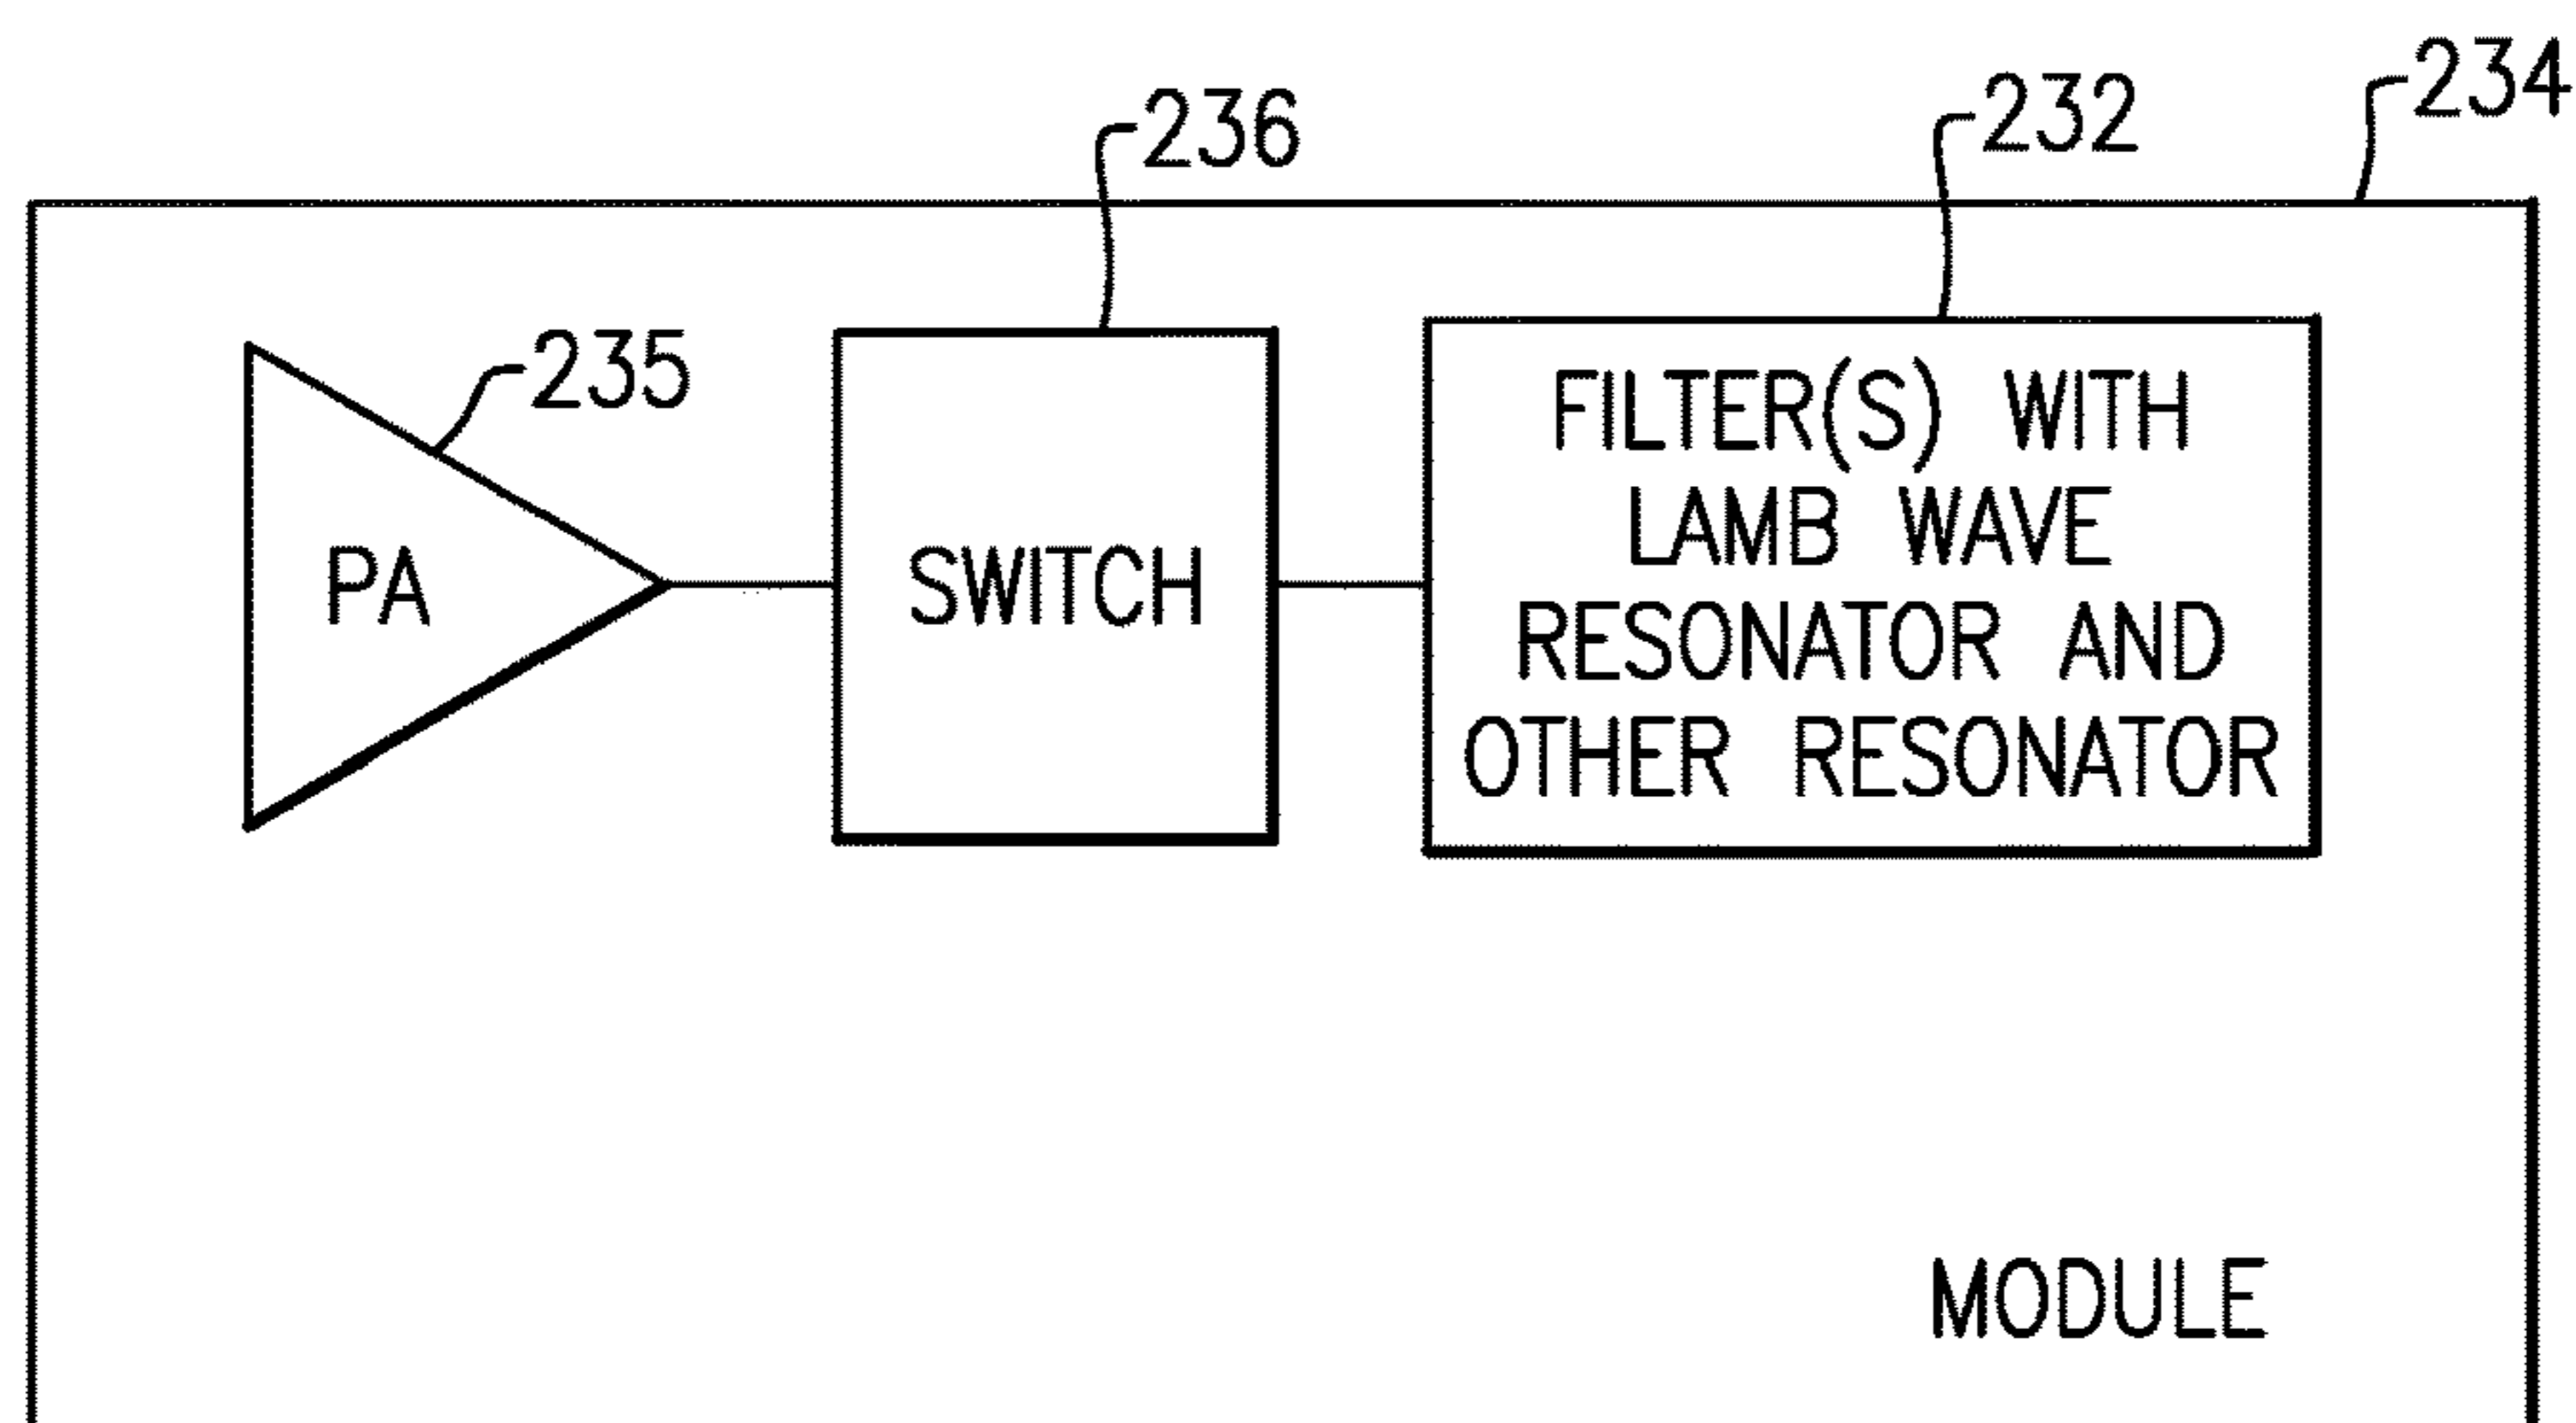 234
232
236
235
PA
SWITCH
FILTER(S) WITH
LAMB WAVE
RESONATOR AND
OTHER RESONATOR
MODULE